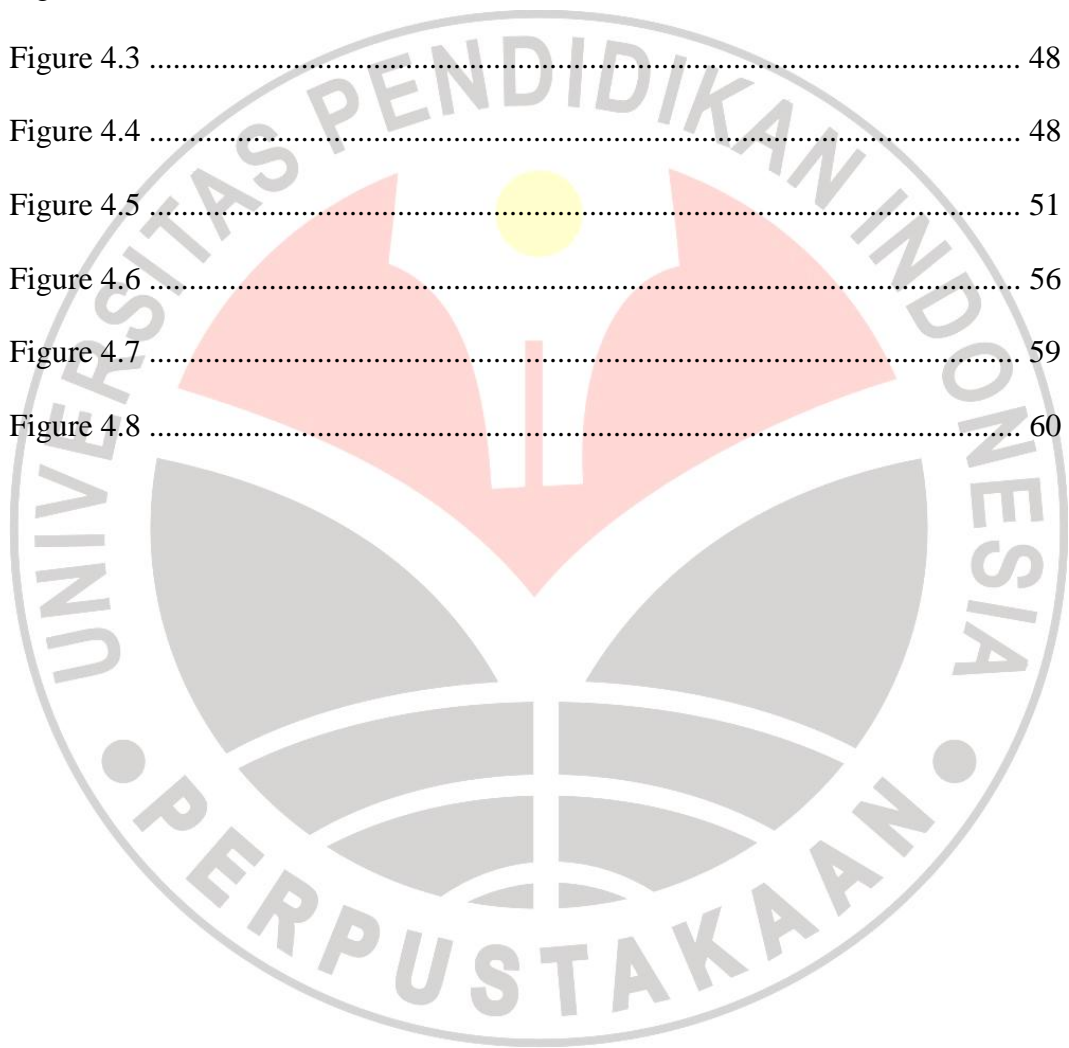 Figure 4.3 ........................................................................ 48
Figure 4.4 ........................................................................ 48
Figure 4.5 ........................................................................ 51
Figure 4.6 ........................................................................ 56
Figure 4.7 ........................................................................ 59
Figure 4.8 ........................................................................ 60
UNIVERSITAS PENDIDIKAN INDONESIA
PERPUSTAKAAN